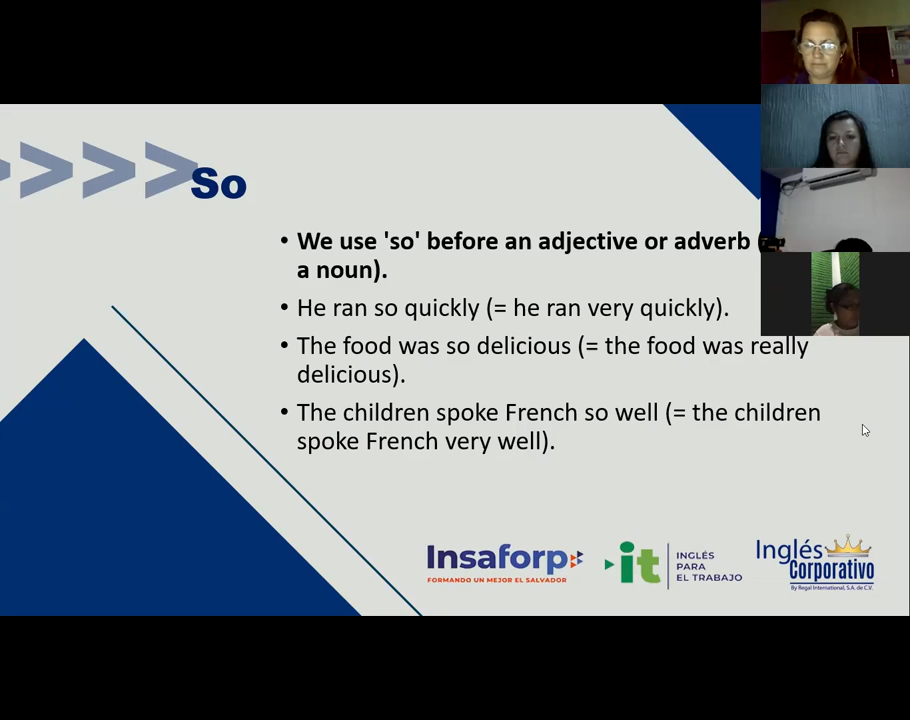 So
• We use 'so' before an adjective or adverb
a noun).
• He ran so quickly (= he ran very quickly).
• The food was so delicious (= the food was really
delicious).
• The children spoke French so well (= the children
spoke French very well).
Insaforp
FORMANDO UN MEJOR EL SALVADOR
it
INGLÉS
PARA
EL TRABAJO
Inglés
Corporativo
By Regal International, S.A. de C.V.